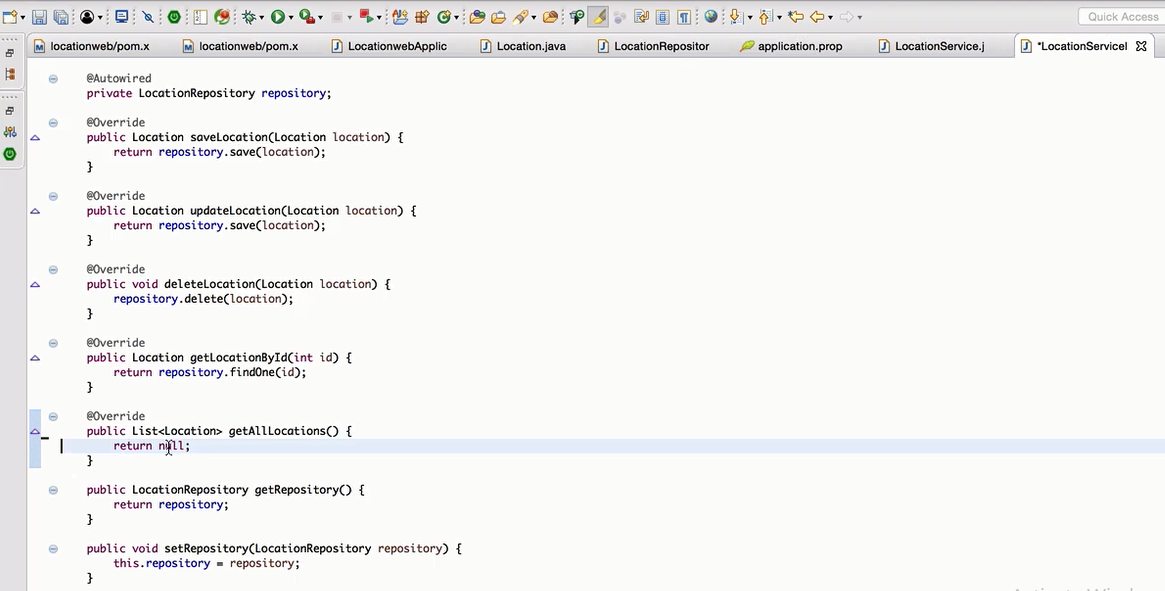 Quick Access
locationweb/pom.x locationweb/pom.x LocationwebApplic Location.java LocationRepositor application.prop LocationService.j *LocationServiceI
@Autowired
private LocationRepository repository;
@Override
public Location saveLocation(Location location) {
return repository.save(location);
}
@Override
public Location updateLocation(Location location) {
return repository.save(location);
}
@Override
public void deleteLocation(Location location) {
repository.delete(location);
}
@Override
public Location getLocationById(int id) {
return repository.findOne(id);
}
@Override
public List<Location> getAllLocations() {
return null;
}
public LocationRepository getRepository() {
return repository;
}
public void setRepository(LocationRepository repository) {
this.repository = repository;
}